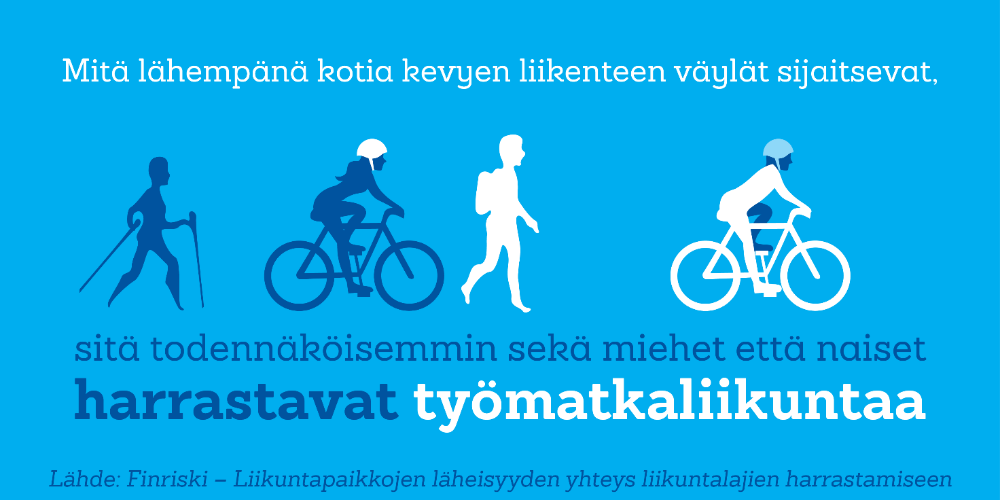 Mitä lähempänä kotia kevyen liikenteen väylät sijaitsevat,
sitä todennäköisemmin sekä miehet että naiset
harrastavat työmatkaliikuntaa
Lähde: Finriski – Liikuntapaikkojen läheisyyden yhteys liikuntalajien harrastamiseen